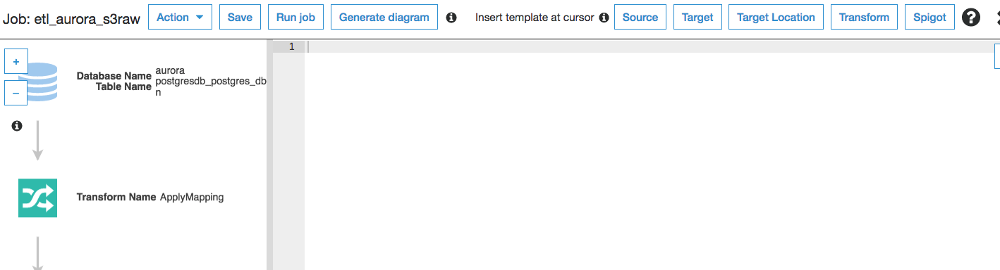 Job: etl_aurora_s3raw Action Save Run job Generate diagram Insert template at cursor Source Target Target Location Transform Spigot
+
1
Database Name aurora
Table Name postgresdb_postgres_db
n
−
Transform Name ApplyMapping